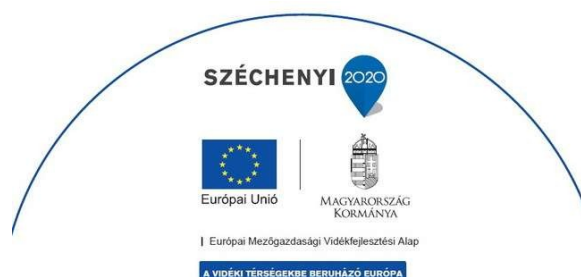 SZÉCHENYI 2020
Európai Unió
MAGYARORSZÁG
KORMÁNYA
Európai Mezőgazdasági Vidékfejlesztési Alap
A VIDÉKI TÉRSÉGEKBE BERUHÁZÓ EURÓPA